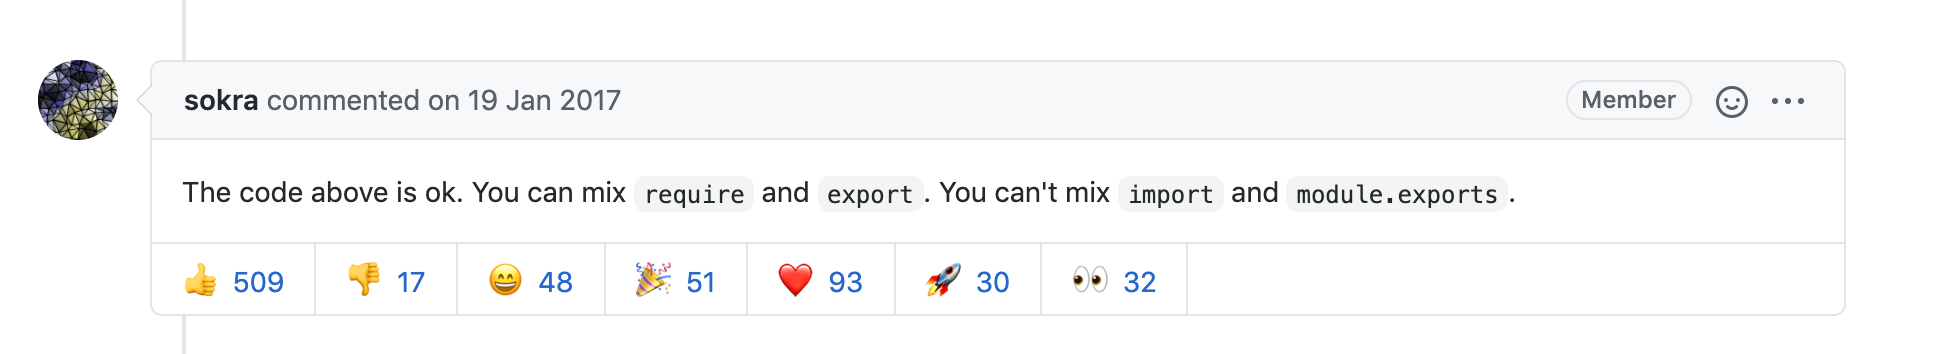 sokra commented on 19 Jan 2017 Member
The code above is ok. You can mix require and export. You can't mix import and module.exports.
👍 509 👎 17 😄 48 🎉 51 ❤️ 93 🚀 30 👀 32